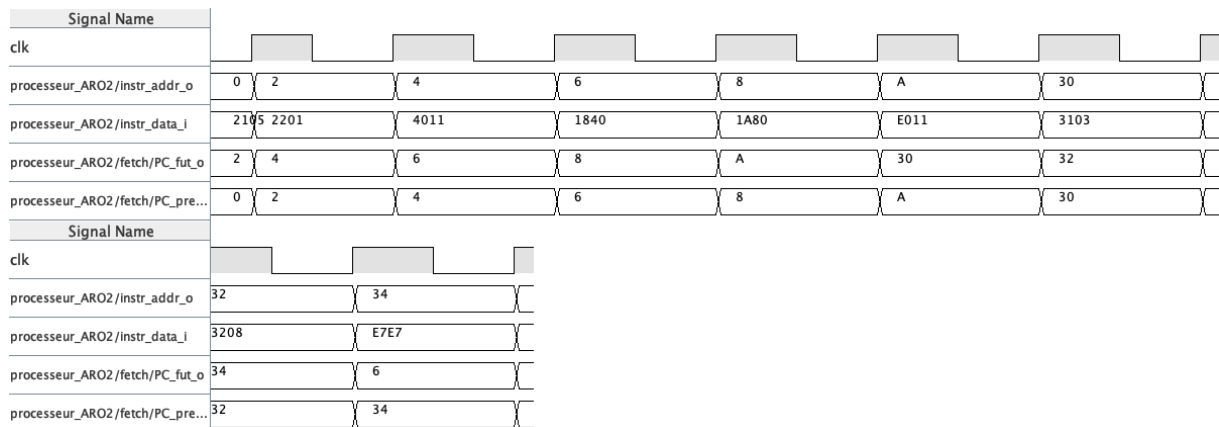 Signal Name
clk
processeur_ARO2/instr_addr_o 0 2 4 6 8 A 30
processeur_ARO2/instr_data_i 2105 2201 4011 1840 1A80 E011 3103
processeur_ARO2/fetch/PC_fut_o 2 4 6 8 A 30 32
processeur_ARO2/fetch/PC_pre... 0 2 4 6 8 A 30
Signal Name
clk
processeur_ARO2/instr_addr_o 32 34
processeur_ARO2/instr_data_i 3208 E7E7
processeur_ARO2/fetch/PC_fut_o 34 6
processeur_ARO2/fetch/PC_pre... 32 34